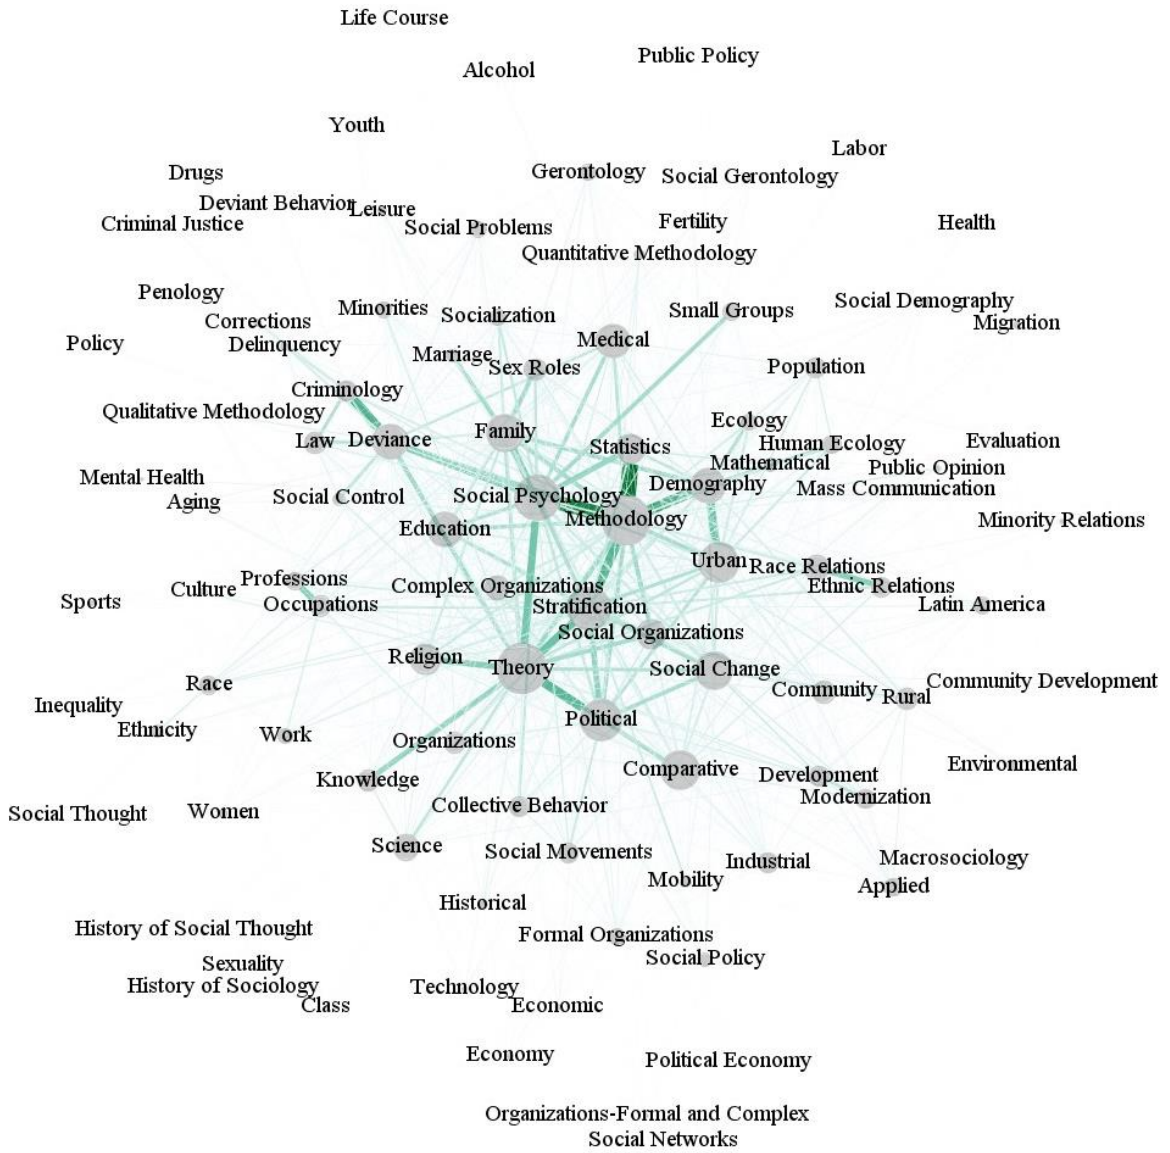 Life Course
Public Policy
Alcohol
Youth
Labor
Drugs
Gerontology
Social Gerontology
Deviant Behavior
Leisure
Criminal Justice
Social Problems
Fertility
Health
Quantitative Methodology
Penology
Minorities
Socialization
Small Groups
Social Demography
Corrections
Migration
Policy
Delinquency
Marriage
Medical
Sex Roles
Population
Criminology
Qualitative Methodology
Law
Deviance
Family
Statistics
Ecology
Human Ecology
Evaluation
Mathematical
Public Opinion
Mental Health
Demography
Mass Communication
Aging
Social Control
Social Psychology
Education
Methodology
Minority Relations
Urban
Race Relations
Professions
Culture
Complex Organizations
Ethnic Relations
Sports
Occupations
Stratification
Latin America
Social Organizations
Religion
Theory
Social Change
Race
Community
Rural
Community Development
Inequality
Ethnicity
Work
Organizations
Political
Comparative
Environmental
Knowledge
Development
Modernization
Social Thought
Women
Collective Behavior
Science
Social Movements
Industrial
Macrosociology
Mobility
Applied
Historical
History of Social Thought
Formal Organizations
Sexuality
Social Policy
History of Sociology
Technology
Class
Economic
Economy
Political Economy
Organizations-Formal and Complex
Social Networks